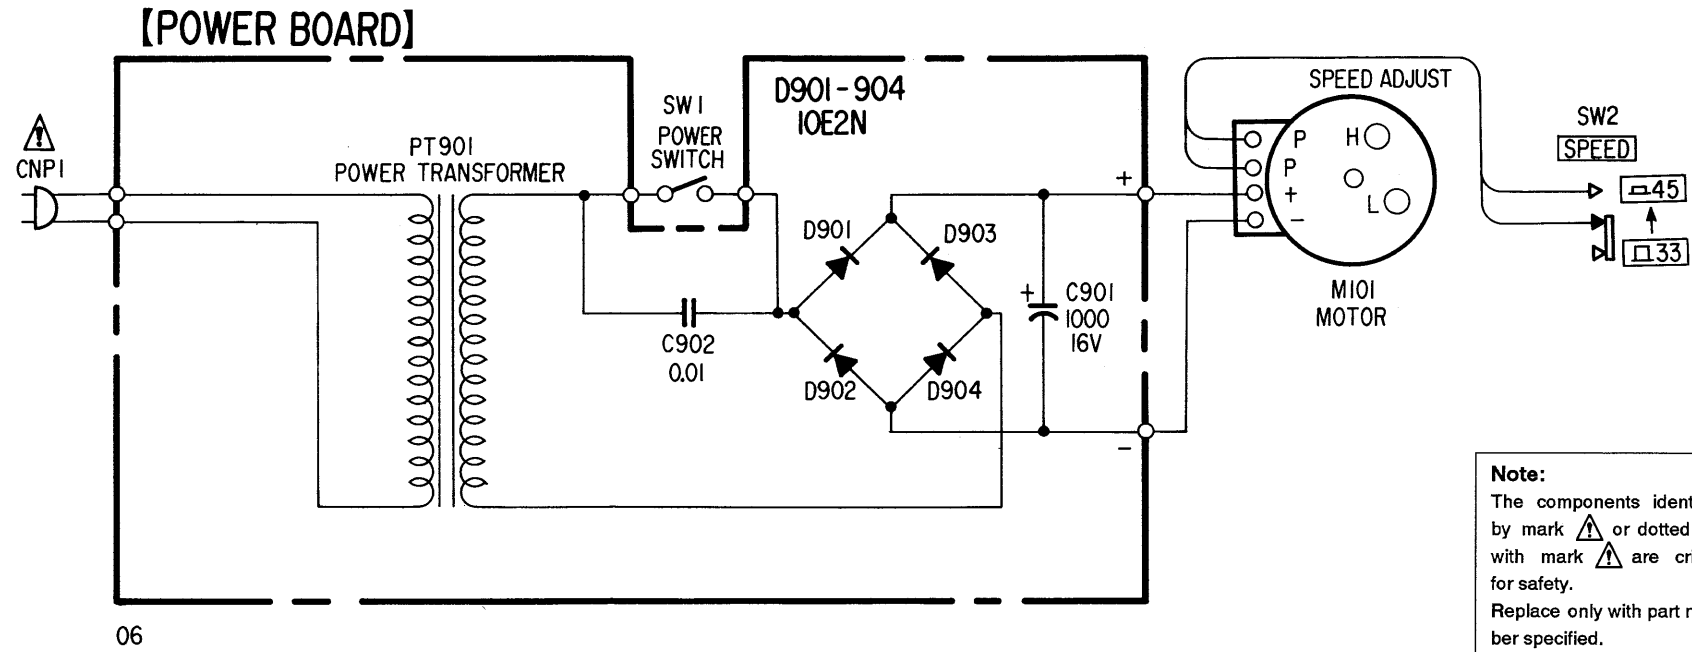 【POWER BOARD】
CNP1
PT901
POWER TRANSFORMER
SW1
POWER
SWITCH
D901-904
10E2N
D901
D903
D902
D904
C902
0.01
+
C901
1000
16V
+
−
SPEED ADJUST
P
P
+
−
H
L
M101
MOTOR
SW2
SPEED
45
33
Note:
The components ident
by mark or dotted
with mark are cri
for safety.
Replace only with part n
ber specified.
06